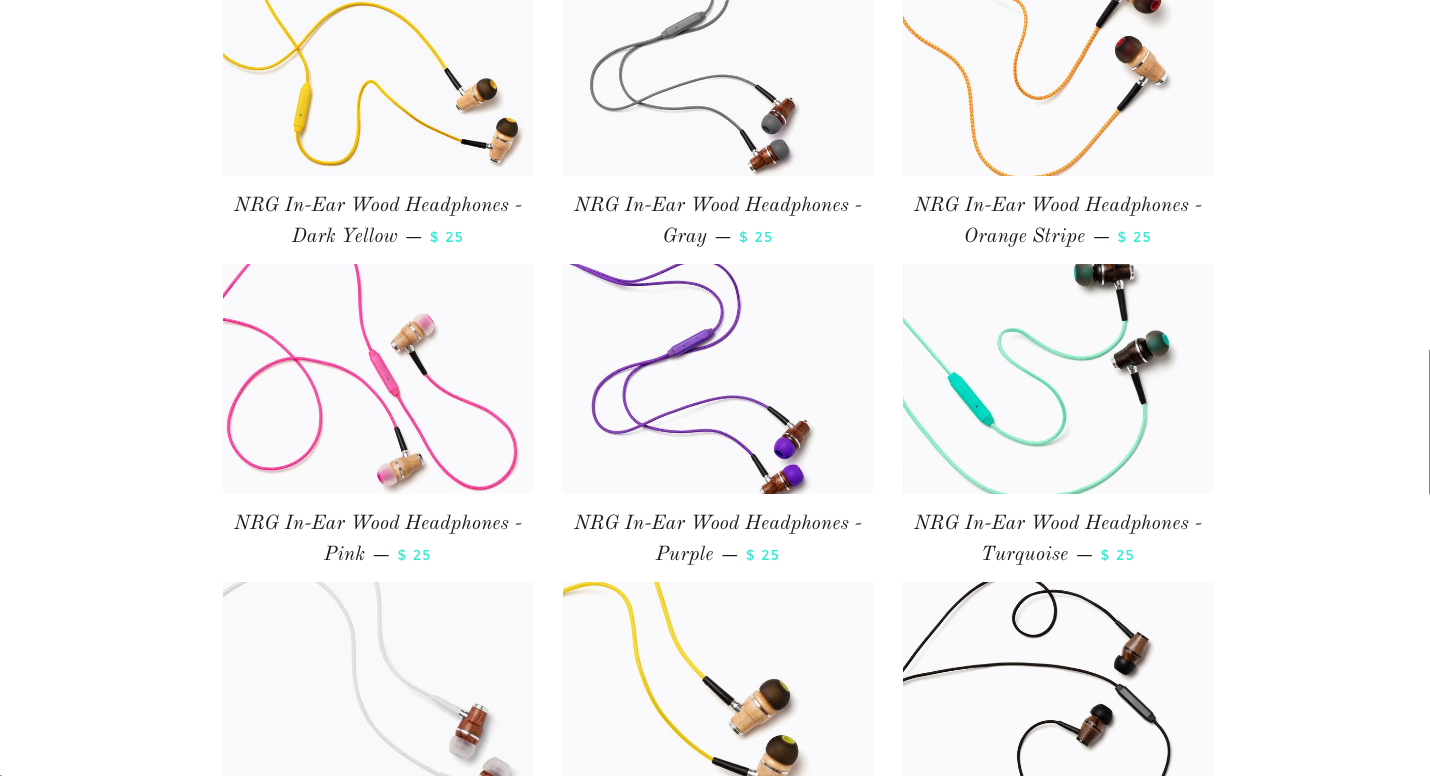 NRG In-Ear Wood Headphones -
Dark Yellow — $ 25
NRG In-Ear Wood Headphones -
Gray — $ 25
NRG In-Ear Wood Headphones -
Orange Stripe — $ 25
NRG In-Ear Wood Headphones -
Pink — $ 25
NRG In-Ear Wood Headphones -
Purple — $ 25
NRG In-Ear Wood Headphones -
Turquoise — $ 25